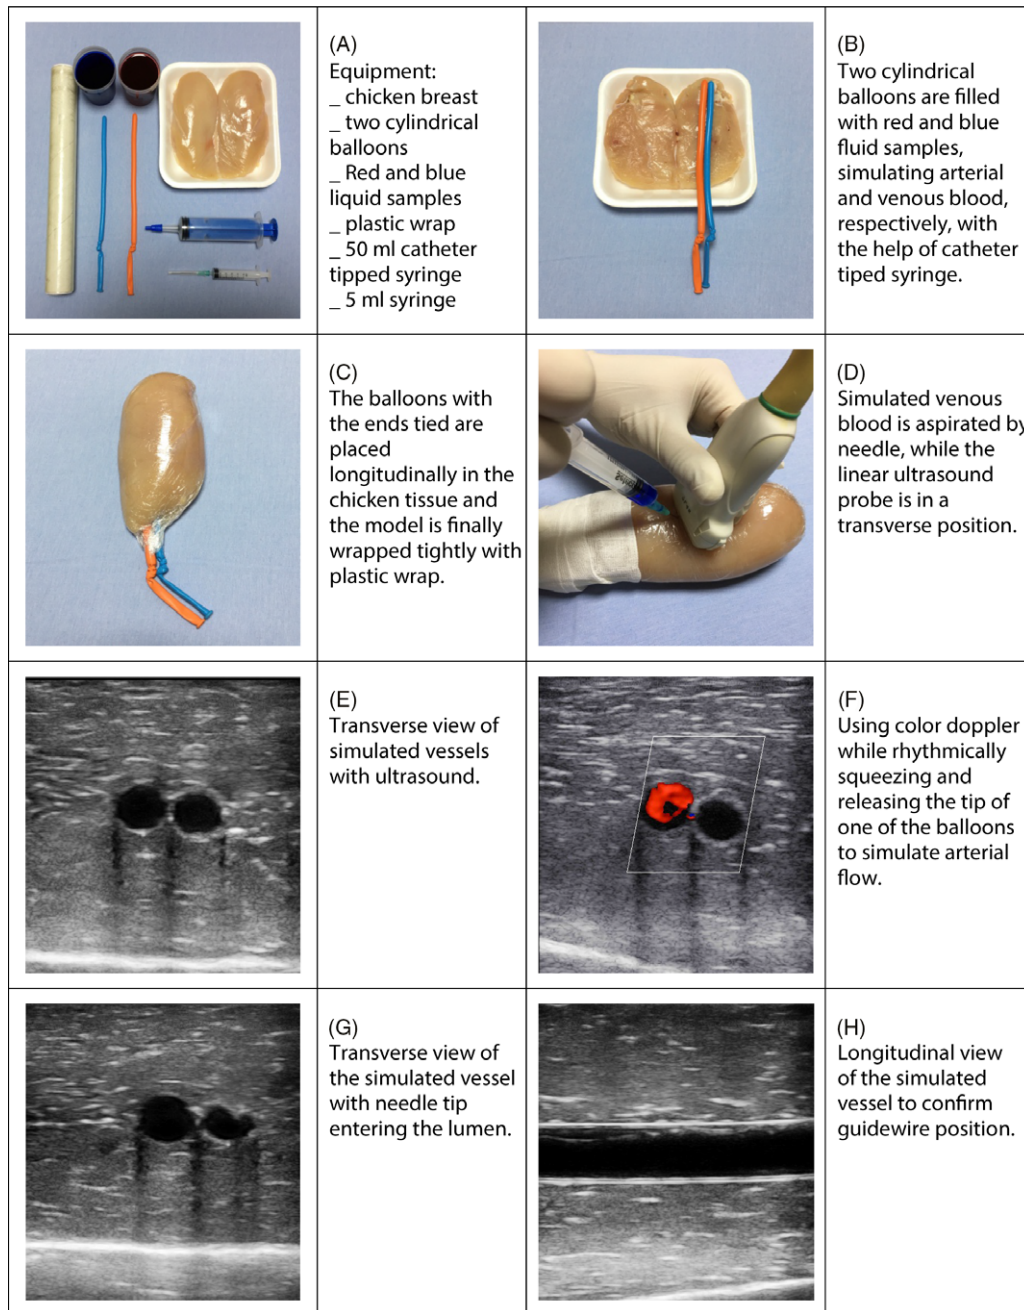 (A)
Equipment:
_ chicken breast
_ two cylindrical
balloons
_ Red and blue
liquid samples
_ plastic wrap
_ 50 ml catheter
tipped syringe
_ 5 ml syringe
(B)
Two cylindrical
balloons are filled
with red and blue
fluid samples,
simulating arterial
and venous blood,
respectively, with
the help of catheter
tiped syringe.
(C)
The balloons with
the ends tied are
placed
longitudinally in the
chicken tissue and
the model is finally
wrapped tightly with
plastic wrap.
(D)
Simulated venous
blood is aspirated by
needle, while the
linear ultrasound
probe is in a
transverse position.
(E)
Transverse view of
simulated vessels
with ultrasound.
(F)
Using color doppler
while rhythmically
squeezing and
releasing the tip of
one of the balloons
to simulate arterial
flow.
(G)
Transverse view of
the simulated vessel
with needle tip
entering the lumen.
(H)
Longitudinal view
of the simulated
vessel to confirm
guidewire position.